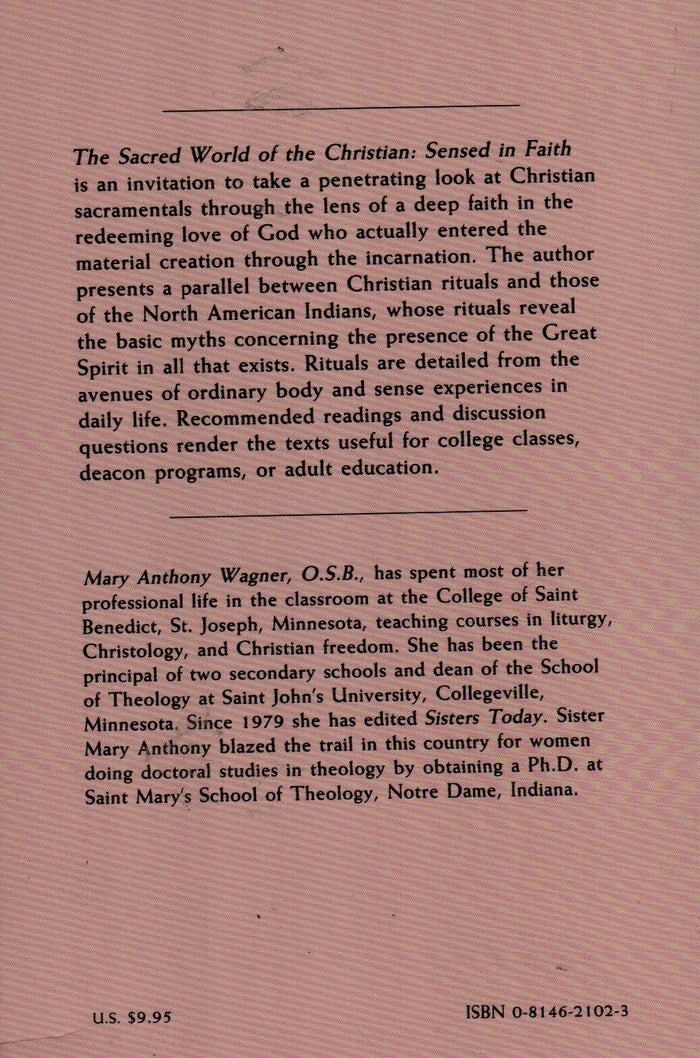 The Sacred World of the Christian: Sensed in Faith
is an invitation to take a penetrating look at Christian
sacramentals through the lens of a deep faith in the
redeeming love of God who actually entered the
material creation through the incarnation. The author
presents a parallel between Christian rituals and those
of the North American Indians, whose rituals reveal
the basic myths concerning the presence of the Great
Spirit in all that exists. Rituals are detailed from the
avenues of ordinary body and sense experiences in
daily life. Recommended readings and discussion
questions render the texts useful for college classes,
deacon programs, or adult education.
Mary Anthony Wagner, O.S.B., has spent most of her
professional life in the classroom at the College of Saint
Benedict, St. Joseph, Minnesota, teaching courses in liturgy,
Christology, and Christian freedom. She has been the
principal of two secondary schools and dean of the School
of Theology at Saint John's University, Collegeville,
Minnesota. Since 1979 she has edited Sisters Today. Sister
Mary Anthony blazed the trail in this country for women
doing doctoral studies in theology by obtaining a Ph.D. at
Saint Mary's School of Theology, Notre Dame, Indiana.
U.S. $9.95
ISBN 0-8146-2102-3